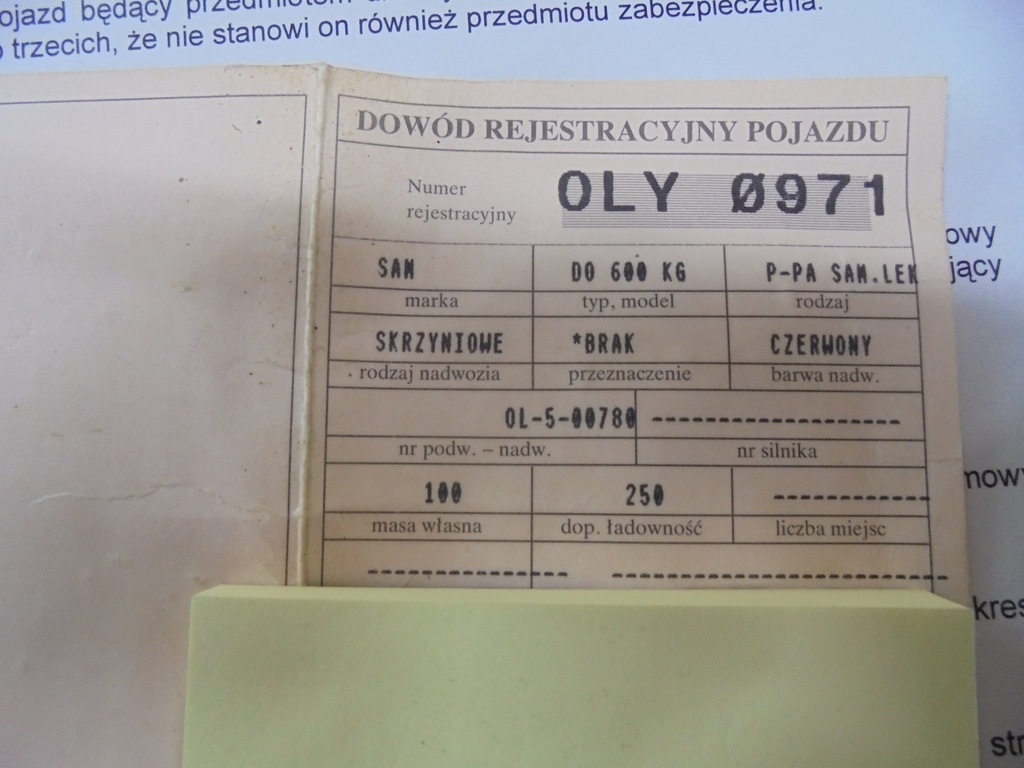 ojazd będący
trzecich, że nie stanowi on również przedmiotu zabezpieczenia.
DOWÓD REJESTRACYJNY POJAZDU
Numer
rejestracyjny
OLY 0971
SAM DO 600 KG P-PA SAM.LEK
marka typ, model rodzaj
SKRZYNIOWE *BRAK CZERWONY
rodzaj nadwozia przeznaczenie barwa nadw.
OL-5-00780 --------------------
nr podw. – nadw. nr silnika
100 250 -------------
masa własna dop. ładowność liczba miejsc
---------------- --------------------------
owy
jący
mowy
kres
str